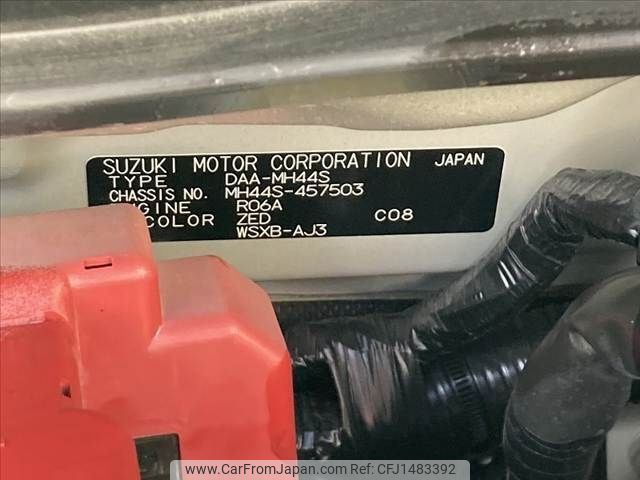 SUZUKI MOTOR CORPORATION JAPAN
TYPE DAA-MH44S
CHASSIS NO. MH44S-457503
ENGINE R06A
COLOR ZED C08
WSXB-AJ3
www.CarFromJapan.com CFJ1483392